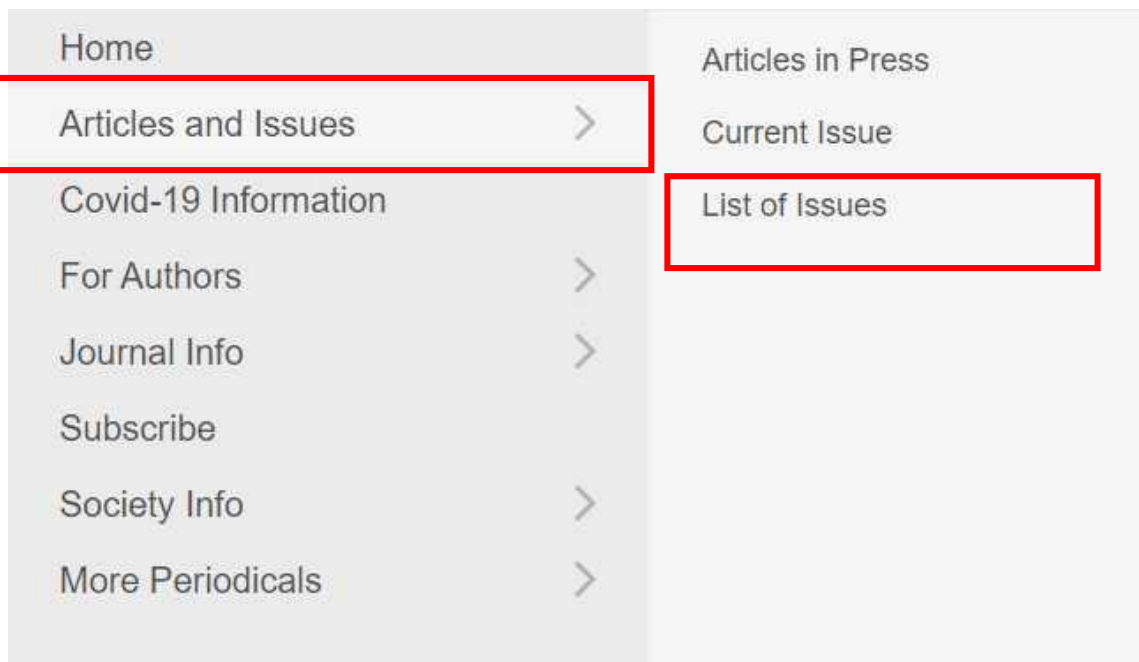 Home
Articles and Issues
Covid-19 Information
For Authors
Journal Info
Subscribe
Society Info
More Periodicals
Articles in Press
Current Issue
List of Issues